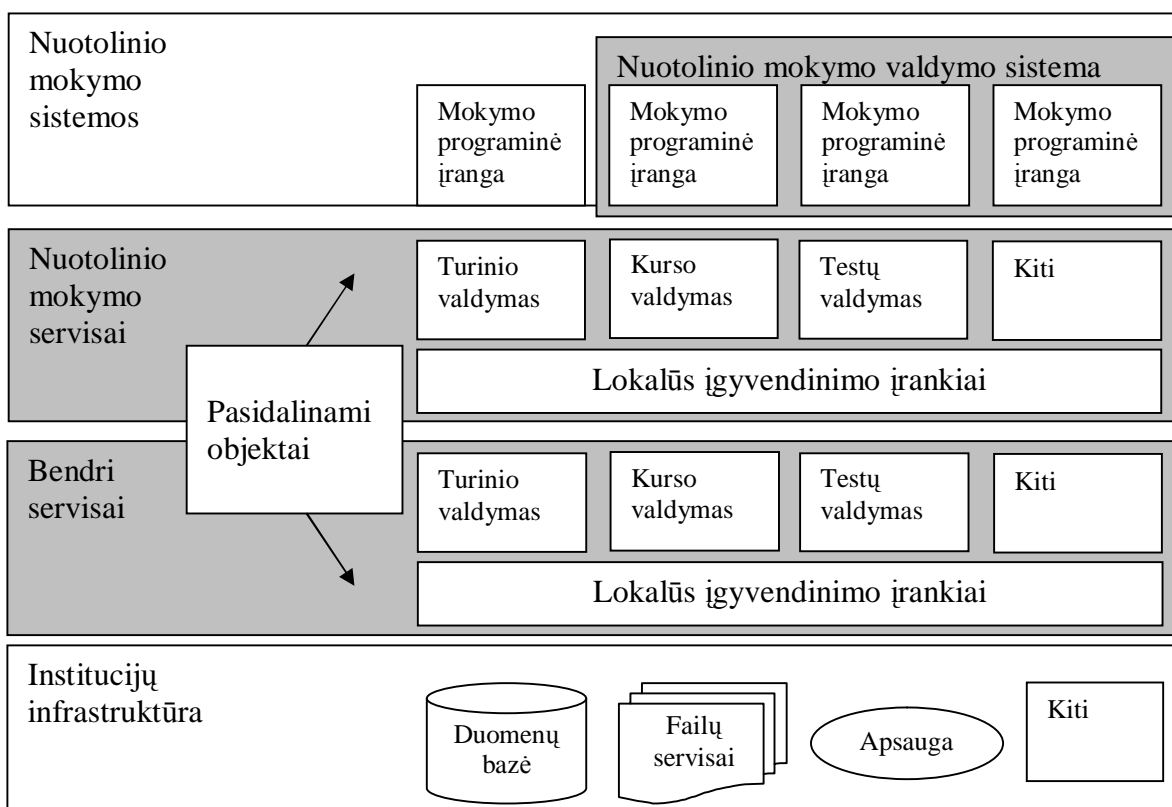 Nuotolinio
mokymo
sistemos
Nuotolinio mokymo valdymo sistema
Mokymo
programinė
įranga
Mokymo
programinė
įranga
Mokymo
programinė
įranga
Mokymo
programinė
įranga
Nuotolinio
mokymo
servisai
Turinio
valdymas
Kurso
valdymas
Testų
valdymas
Kiti
Lokalūs įgyvendinimo įrankiai
Pasidalinami
objektai
Bendri
servisai
Turinio
valdymas
Kurso
valdymas
Testų
valdymas
Kiti
Lokalūs įgyvendinimo įrankiai
Institucijų
infrastruktūra
Duomenų
bazė
Failų
servisai
Apsauga
Kiti